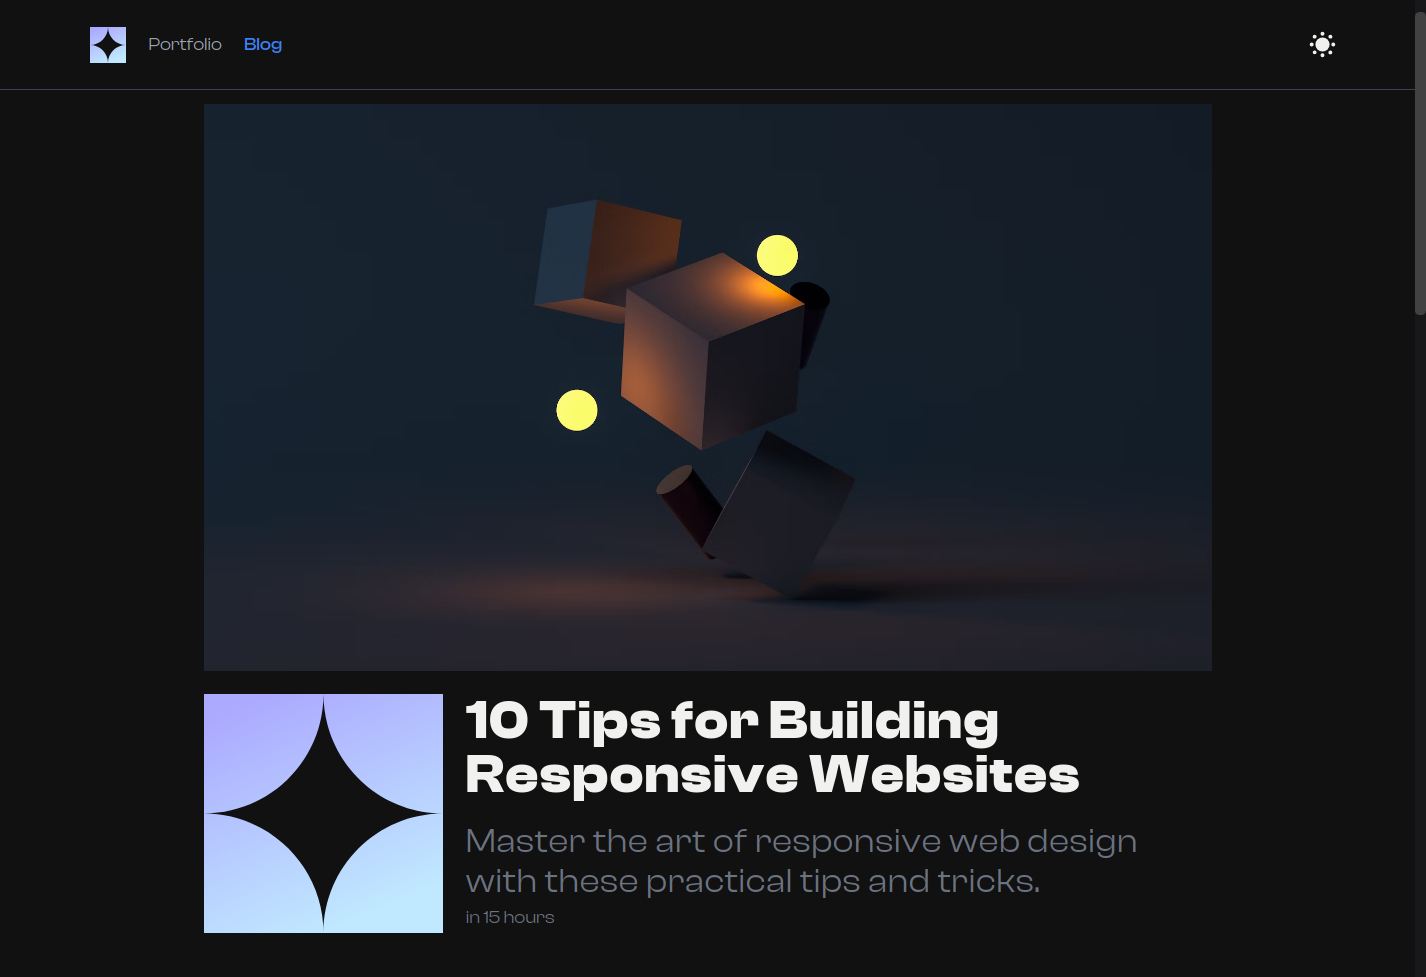 Portfolio Blog
10 Tips for Building
Responsive Websites
Master the art of responsive web design
with these practical tips and tricks.
in 15 hours